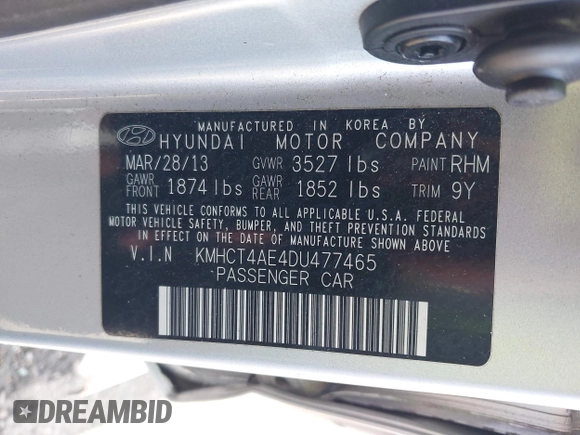 MANUFACTURED IN KOREA BY
HYUNDAI MOTOR COMPANY
MAR/28/13 GVWR 3527 lbs PAINT RHM
GAWR FRONT 1874 lbs GAWR REAR 1852 lbs TRIM 9Y
THIS VEHICLE CONFORMS TO ALL APPLICABLE U.S.A. FEDERAL
MOTOR VEHICLE SAFETY, BUMPER, AND THEFT PREVENTION STANDARDS
IN EFFECT ON THE DATE OF MANUFACTURE SHOWN ABOVE
V.I.N KMHCT4AE4DU477465
PASSENGER CAR
DREAMBID